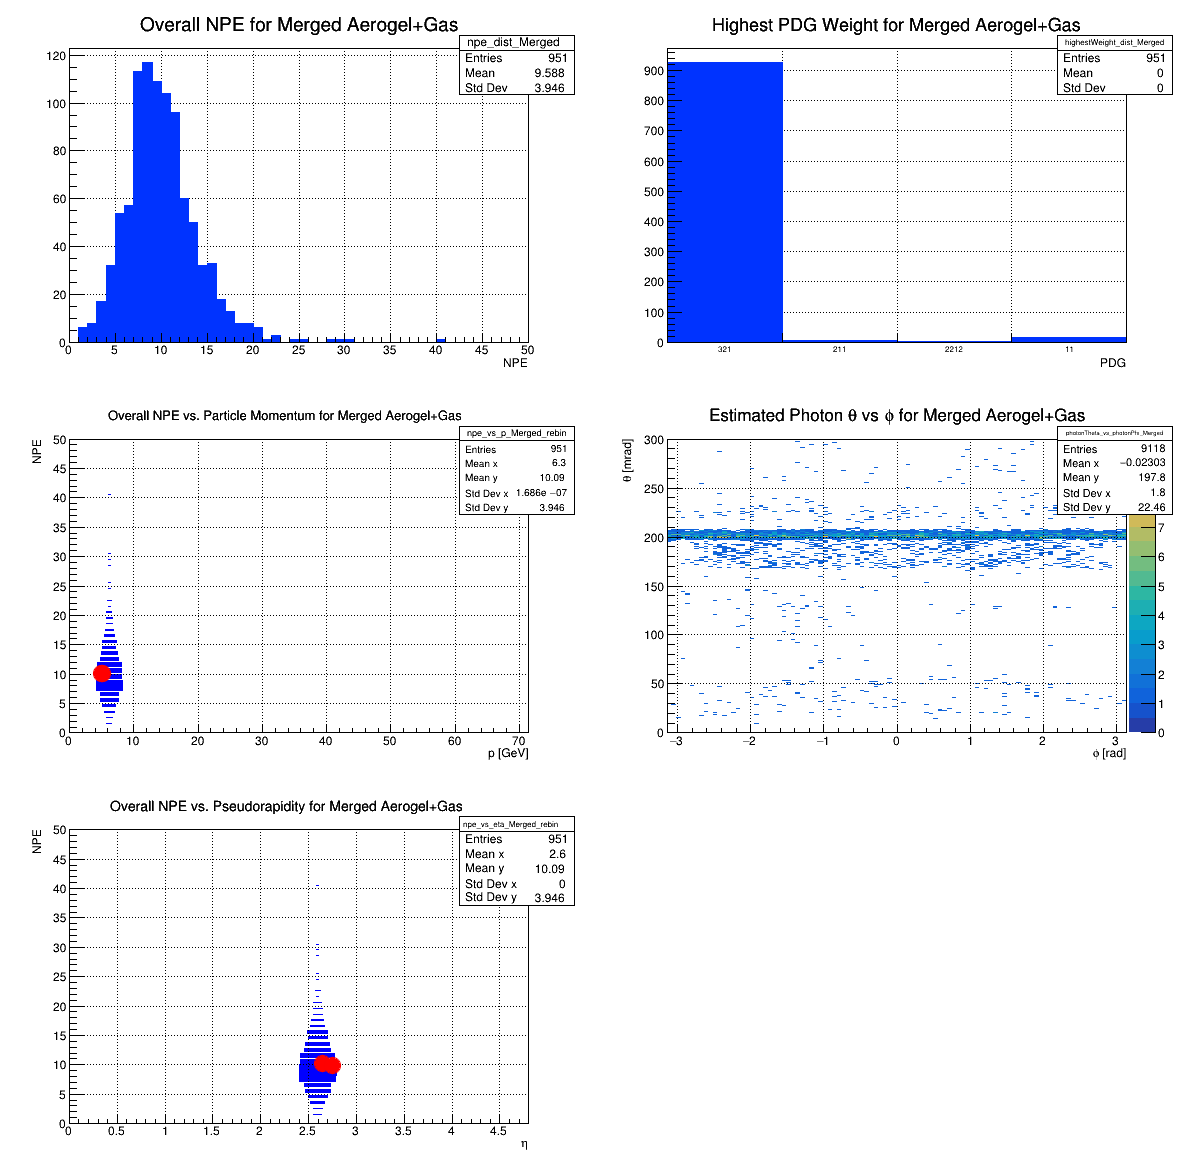 Overall NPE for Merged Aerogel+Gas
npe_dist_Merged
Entries 951
Mean 9.588
Std Dev 3.946
120
100
80
60
40
20
0
0 5 10 15 20 25 30 35 40 45 50
NPE
Highest PDG Weight for Merged Aerogel+Gas
highestWeight_dist_Merged
Entries 951
Mean 0
Std Dev 0
900
800
700
600
500
400
300
200
100
0
321 211 2212 11
PDG
Overall NPE vs. Particle Momentum for Merged Aerogel+Gas
npe_vs_p_Merged_rebin
Entries 951
Mean x 6.3
Mean y 10.09
Std Dev x 1.686e −07
Std Dev y 3.946
NPE
50
45
40
35
30
25
20
15
10
5
0
0 10 20 30 40 50 60 70
p [GeV]
Estimated Photon θ vs ϕ for Merged Aerogel+Gas
photonTheta_vs_photonPhi_Merged
Entries 9118
Mean x −0.02303
Mean y 197.8
Std Dev x 1.8
Std Dev y 22.46
θ [mrad]
300
250
200
150
100
50
0
−3 −2 −1 0 1 2 3
ϕ [rad]
7
6
5
4
3
2
1
0
Overall NPE vs. Pseudorapidity for Merged Aerogel+Gas
npe_vs_eta_Merged_rebin
Entries 951
Mean x 2.6
Mean y 10.09
Std Dev x 0
Std Dev y 3.946
NPE
50
45
40
35
30
25
20
15
10
5
0
0 0.5 1 1.5 2 2.5 3 3.5 4 4.5
η